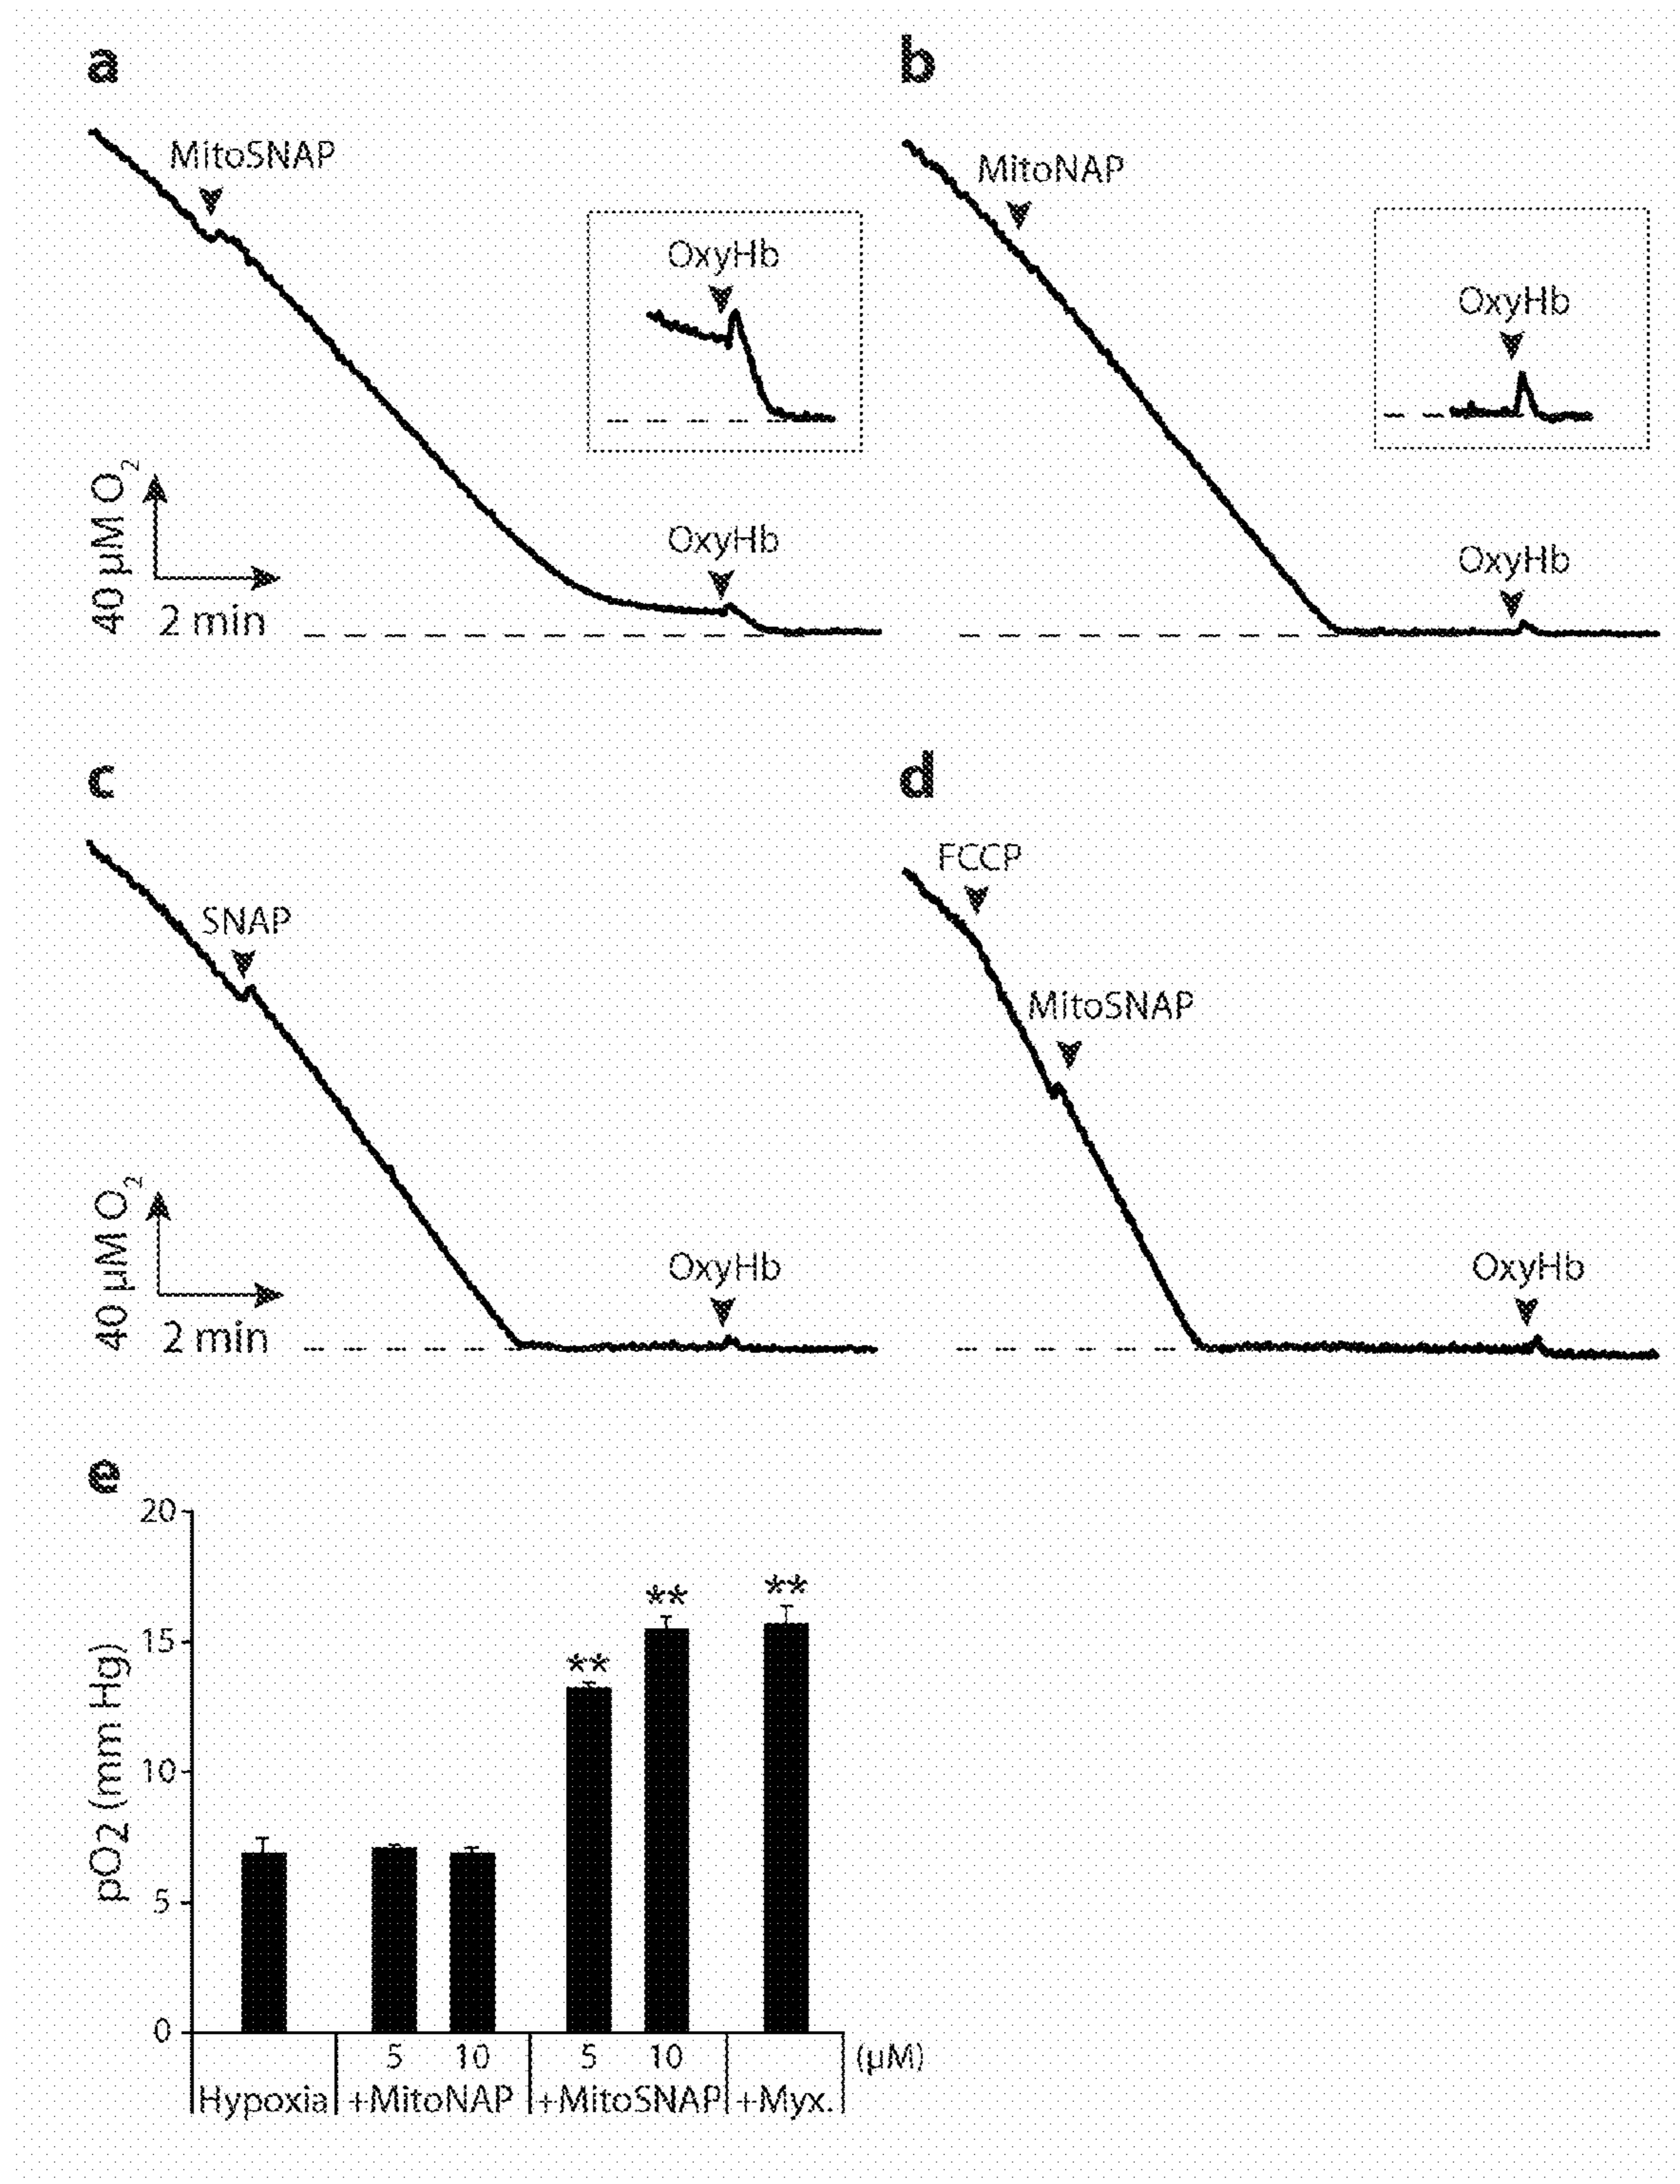 a
MitoSNAP
OxyHb
OxyHb
40 µM O₂
2 min
b
MitoNAP
OxyHb
OxyHb
c
SNAP
OxyHb
40 µM O₂
2 min
d
FCCP
MitoSNAP
OxyHb
e
pO2 (mm Hg)
20
15
10
5
0
** ** **
5 10 5 10 (µM)
Hypoxia +MitoNAP +MitoSNAP +Myx.